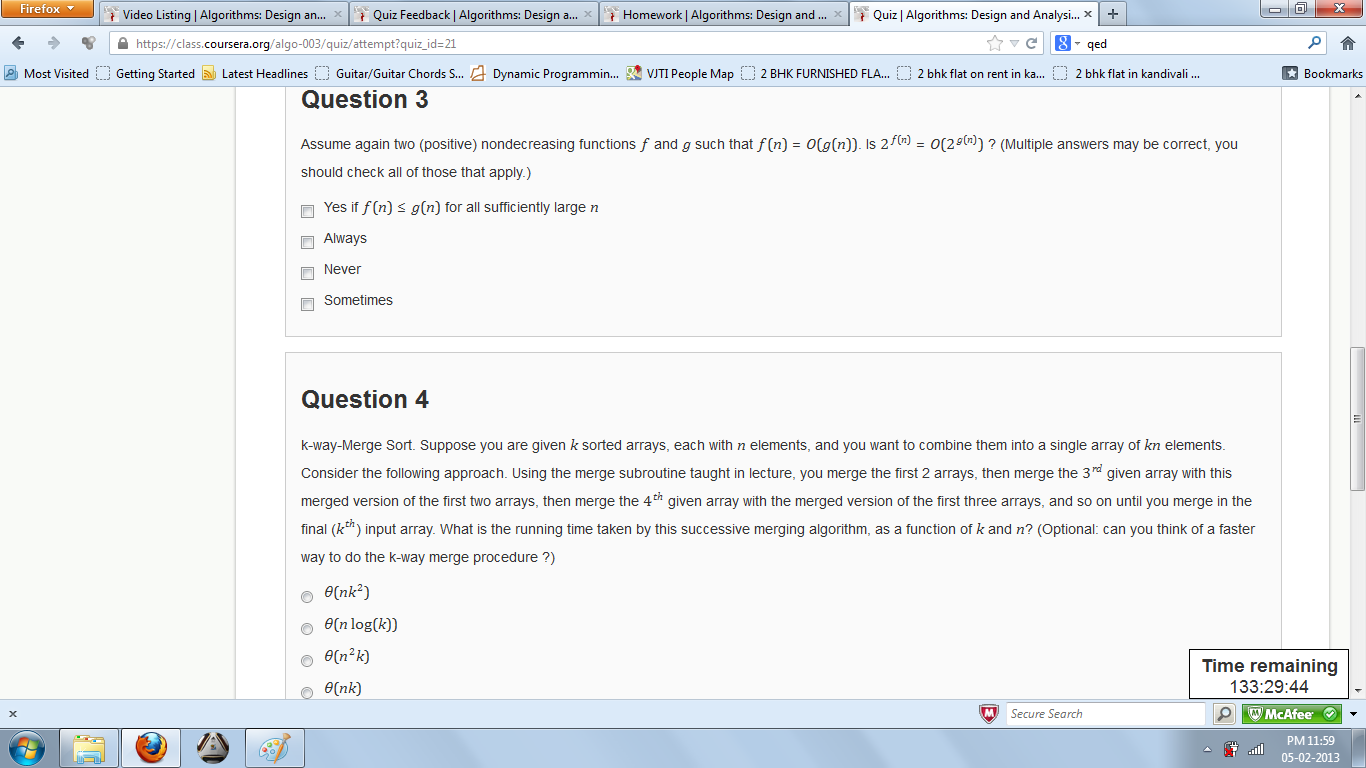 Firefox
Video Listing | Algorithms: Design an...
Quiz Feedback | Algorithms: Design a...
Homework | Algorithms: Design and ...
Quiz | Algorithms: Design and Analysi...
https://class.coursera.org/algo-003/quiz/attempt?quiz_id=21
qed
Most Visited
Getting Started
Latest Headlines
Guitar/Guitar Chords S...
Dynamic Programmin...
VJTI People Map
2 BHK FURNISHED FLA...
2 bhk flat on rent in ka...
2 bhk flat in kandivali ...
Bookmarks
Question 3
Assume again two (positive) nondecreasing functions f and g such that f(n) = O(g(n)). Is 2^f(n) = O(2^g(n)) ? (Multiple answers may be correct, you
should check all of those that apply.)
Yes if f(n) ≤ g(n) for all sufficiently large n
Always
Never
Sometimes
Question 4
k-way-Merge Sort. Suppose you are given k sorted arrays, each with n elements, and you want to combine them into a single array of kn elements.
Consider the following approach. Using the merge subroutine taught in lecture, you merge the first 2 arrays, then merge the 3^rd given array with this
merged version of the first two arrays, then merge the 4^th given array with the merged version of the first three arrays, and so on until you merge in the
final (k^th) input array. What is the running time taken by this successive merging algorithm, as a function of k and n? (Optional: can you think of a faster
way to do the k-way merge procedure ?)
θ(nk²)
θ(n log(k))
θ(n²k)
θ(nk)
Time remaining
133:29:44
x
Secure Search
McAfee
PM 11:59
05-02-2013